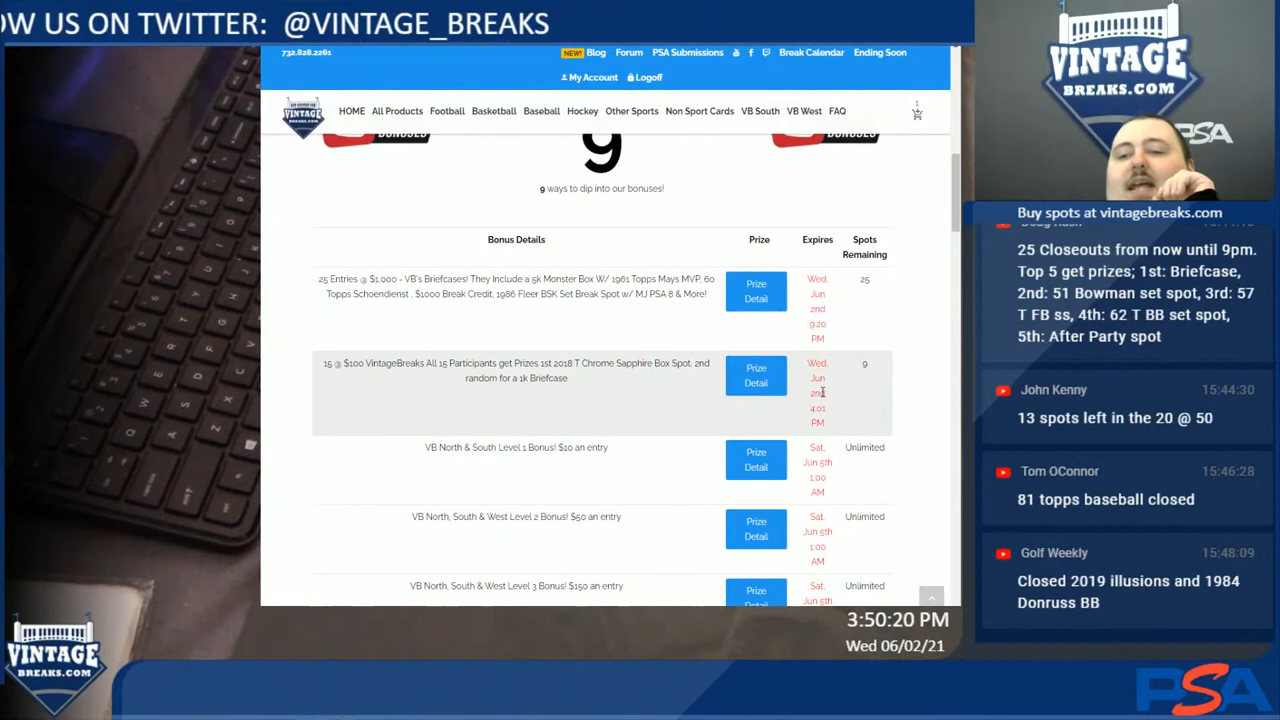 OW US ON TWITTER: @VINTAGE_BREAKS
732.828.2261
NEW! Blog Forum PSA Submissions Break Calendar Ending Soon
My Account Logoff
VINTAGE
BREAKS.COM
HOME All Products Football Basketball Baseball Hockey Other Sports Non Sport Cards VB South VB West FAQ
1
BONUSES
9
BONUSES
9 ways to dip into our bonuses!
Bonus Details Prize Expires Spots
Remaining
25 Entries @ $1,000 - VB's Briefcases! They Include a 5k Monster Box W/ 1961 Topps Mays MVP, 60
Topps Schoendienst , $1000 Break Credit, 1986 Fleer BSK Set Break Spot w/ MJ PSA 8 & More!
Prize
Detail
Wed,
Jun
2nd
9:20
PM
25
15 @ $100 VintageBreaks All 15 Participants get Prizes 1st 2018 T Chrome Sapphire Box Spot. 2nd
random for a 1k Briefcase
Prize
Detail
Wed,
Jun
2nd
4:01
PM
9
VB North & South Level 1 Bonus! $10 an entry
Prize
Detail
Sat,
Jun 5th
1:00
AM
Unlimited
VB North, South & West Level 2 Bonus! $50 an entry
Prize
Detail
Sat,
Jun 5th
1:00
AM
Unlimited
VB North, South & West Level 3 Bonus! $150 an entry
Prize
Detail
Sat,
Jun 5th
Unlimited
VINTAGE
BREAKS.COM
PSA
Buy spots at vintagebreaks.com
25 Closeouts from now until 9pm.
Top 5 get prizes; 1st: Briefcase,
2nd: 51 Bowman set spot, 3rd: 57
T FB ss, 4th: 62 T BB set spot,
5th: After Party spot
John Kenny 15:44:30
13 spots left in the 20 @ 50
Tom OConnor 15:46:28
81 topps baseball closed
Golf Weekly 15:48:09
Closed 2019 illusions and 1984
Donruss BB
3:50:20 PM
Wed 06/02/21
VINTAGE
BREAKS.COM
PSA